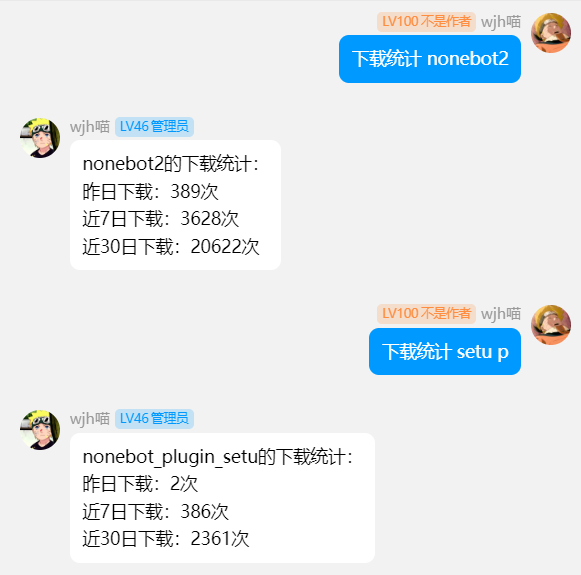 LV100 不是作者 wjh喵
下载统计 nonebot2
wjh喵 LV46 管理员
nonebot2的下载统计：
昨日下载：389次
近7日下载：3628次
近30日下载：20622次
LV100 不是作者 wjh喵
下载统计 setu p
wjh喵 LV46 管理员
nonebot_plugin_setu的下载统计：
昨日下载：2次
近7日下载：386次
近30日下载：2361次